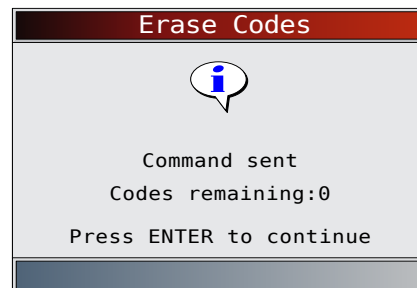 Erase Codes
i
Command sent
Codes remaining:0
Press ENTER to continue